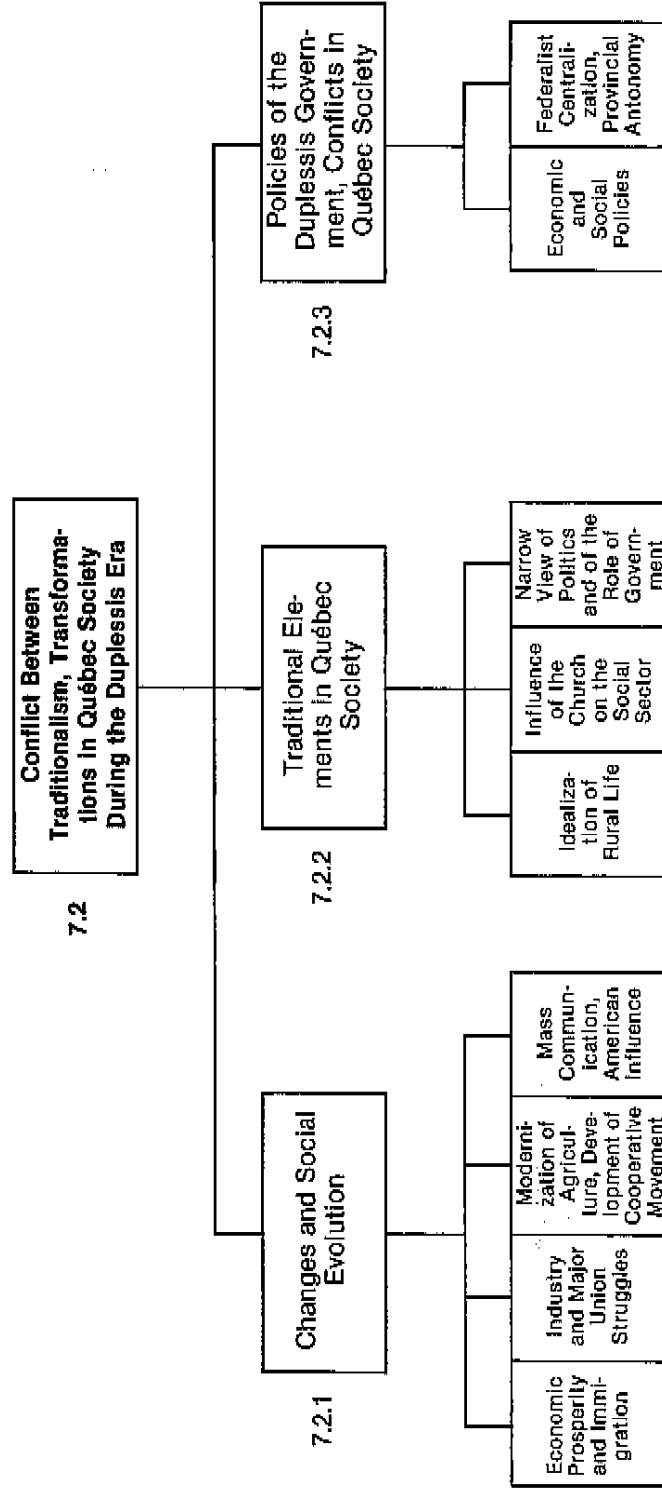 7.2
Conflict Between
Traditionalism, Transforma-
tions in Québec Society
During the Duplessis Era
7.2.1
Changes and Social
Evolution
Economic
Prosperity
and Immi-
gration
Industry
and Major
Union
Struggles
Moderni-
zation of
Agricul-
ture, Deve-
lopment of
Cooperative
Movement
Mass
Commun-
ication,
American
Influence
7.2.2
Traditional Ele-
ments in Québec
Society
Idealiza-
tion of
Rural Life
Influence
of the
Church
on the
Social
Sector
Narrow
View of
Politics
and of the
Role of
Govern-
ment
7.2.3
Policies of the
Duplessis Govern-
ment, Conflicts in
Québec Society
Economic
and
Social
Policies
Federalist
Centrali-
zation,
Provincial
Antonomy